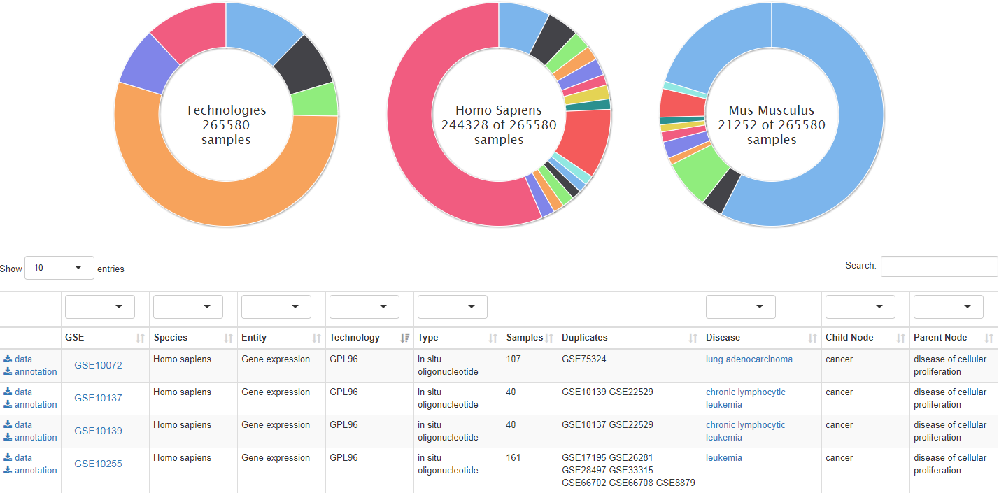 Technologies
265580
samples
Homo Sapiens
244328 of 265580
samples
Mus Musculus
21252 of 265580
samples
Show 10 entries
Search:
GSE Species Entity Technology Type Samples Duplicates Disease Child Node Parent Node
data
annotation
GSE10072
Homo sapiens
Gene expression
GPL96
in situ
oligonucleotide
107
GSE75324
lung adenocarcinoma
cancer
disease of cellular
proliferation
data
annotation
GSE10137
Homo sapiens
Gene expression
GPL96
in situ
oligonucleotide
40
GSE10139 GSE22529
chronic lymphocytic
leukemia
cancer
disease of cellular
proliferation
data
annotation
GSE10139
Homo sapiens
Gene expression
GPL96
in situ
oligonucleotide
40
GSE10137 GSE22529
chronic lymphocytic
leukemia
cancer
disease of cellular
proliferation
data
annotation
GSE10255
Homo sapiens
Gene expression
GPL96
in situ
oligonucleotide
161
GSE17195 GSE26281
GSE28497 GSE33315
GSE66702 GSE66708 GSE8879
leukemia
cancer
disease of cellular
proliferation